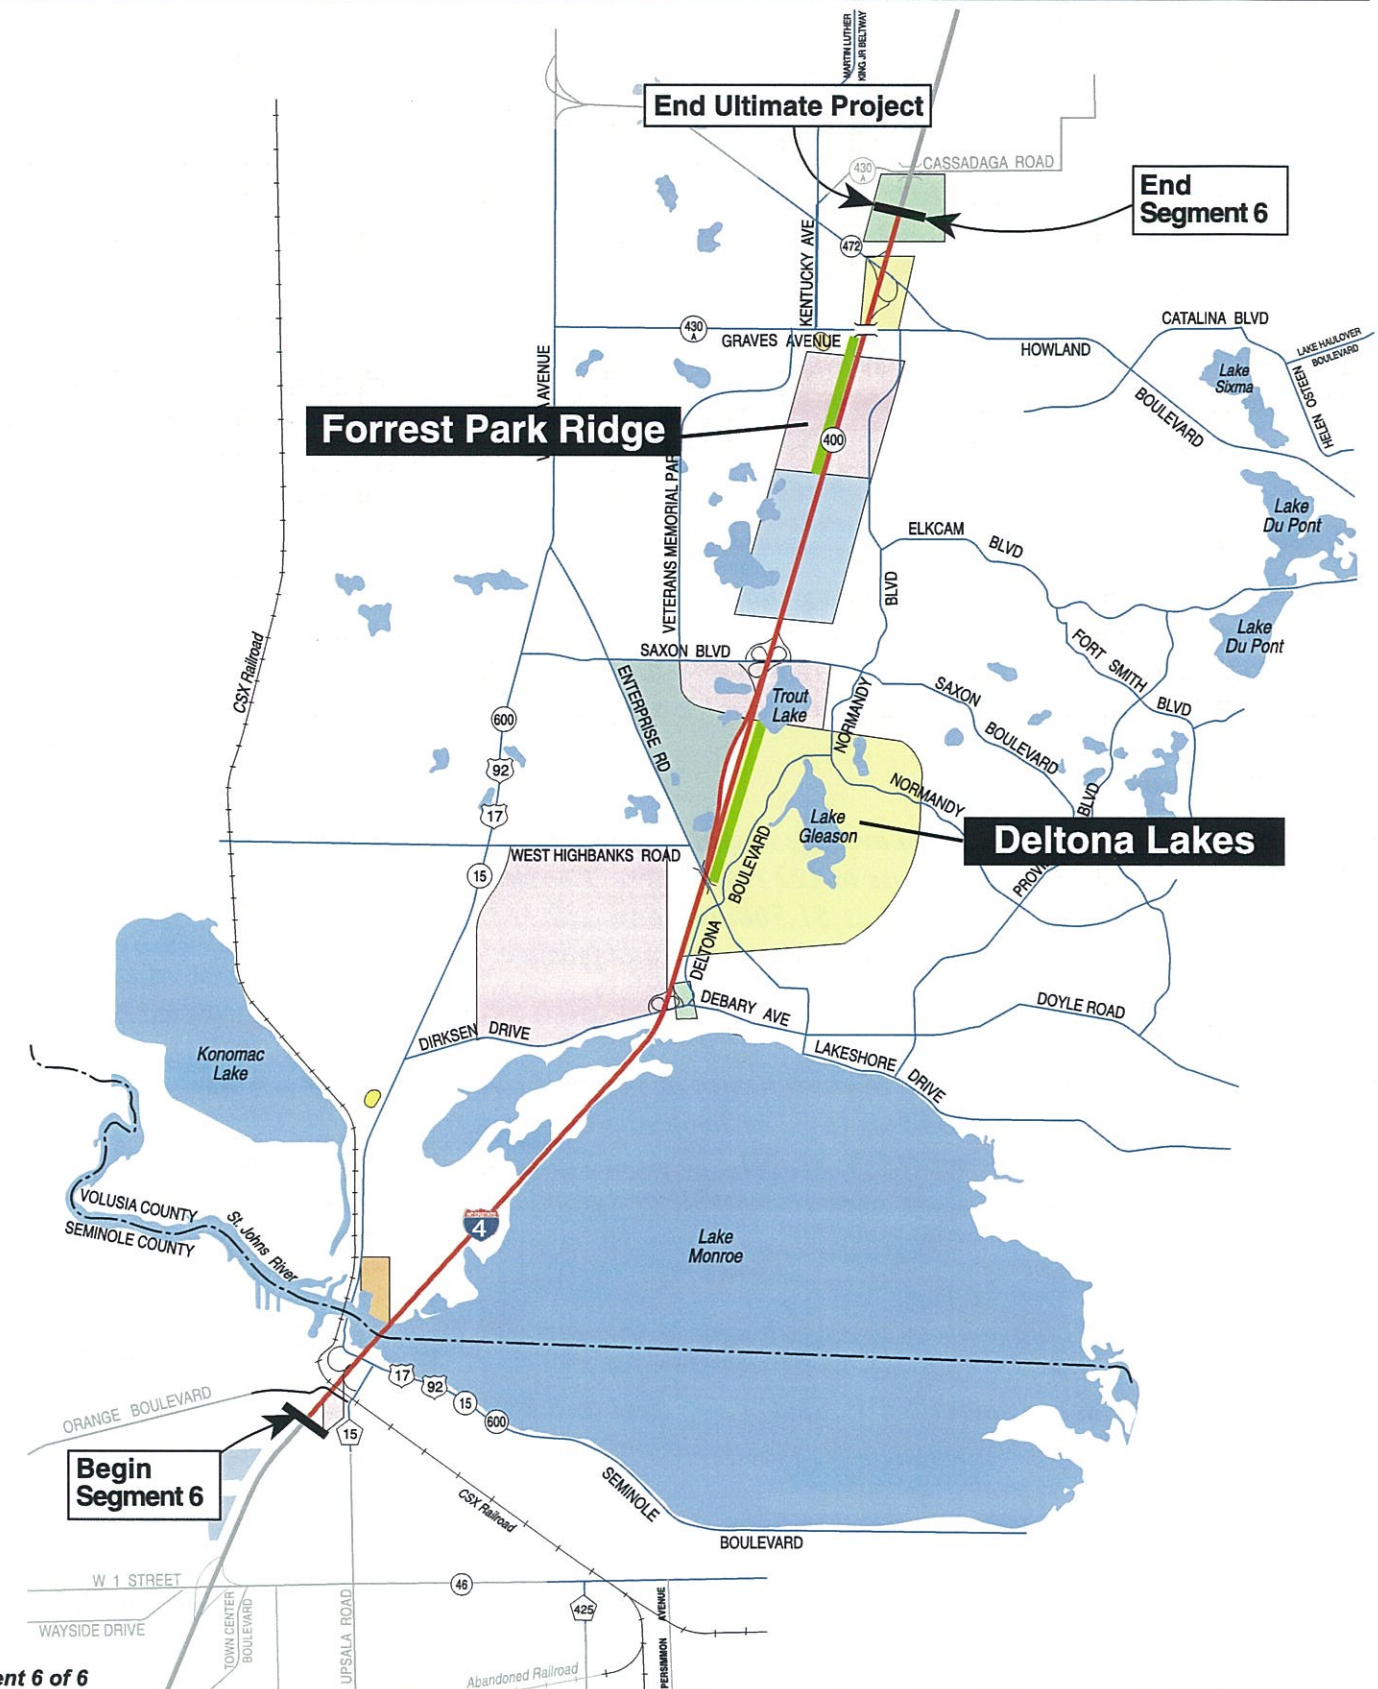 MARTIN LUTHER
KING JR BELTWAY
End Ultimate Project
430
A
CASSADAGA ROAD
End
Segment 6
KENTUCKY AVE
472
430
A
GRAVES AVENUE
HOWLAND
BOULEVARD
CATALINA BLVD
LAKE HAULOVER
BOULEVARD
Lake
Sixma
HELEN OSTEEN
AVENUE
Forrest Park Ridge
400
VETERANS MEMORIAL
Lake
Du Pont
ELKCAM BLVD
BLVD
Lake
Du Pont
FORT SMITH BLVD
CSX Railroad
SAXON BLVD
ENTERPRISE RD
Trout
Lake
NORMANDY
SAXON BOULEVARD
600
92
17
15
NORMANDY
BLVD
Lake
Gleason
Deltona Lakes
WEST HIGHBANKS ROAD
DELTONA BOULEVARD
DEBARY AVE
DOYLE ROAD
DIRKSEN DRIVE
LAKESHORE DRIVE
Konomac
Lake
VOLUSIA COUNTY
SEMINOLE COUNTY
St. Johns River
4
Lake
Monroe
17
92
15
600
ORANGE BOULEVARD
15
Begin
Segment 6
CSX Railroad
SEMINOLE
BOULEVARD
W 1 STREET
46
WAYSIDE DRIVE
TOWN CENTER
BOULEVARD
UPSALA ROAD
425
PERSIMMON AVENUE
Abandoned Railroad
6 of 6